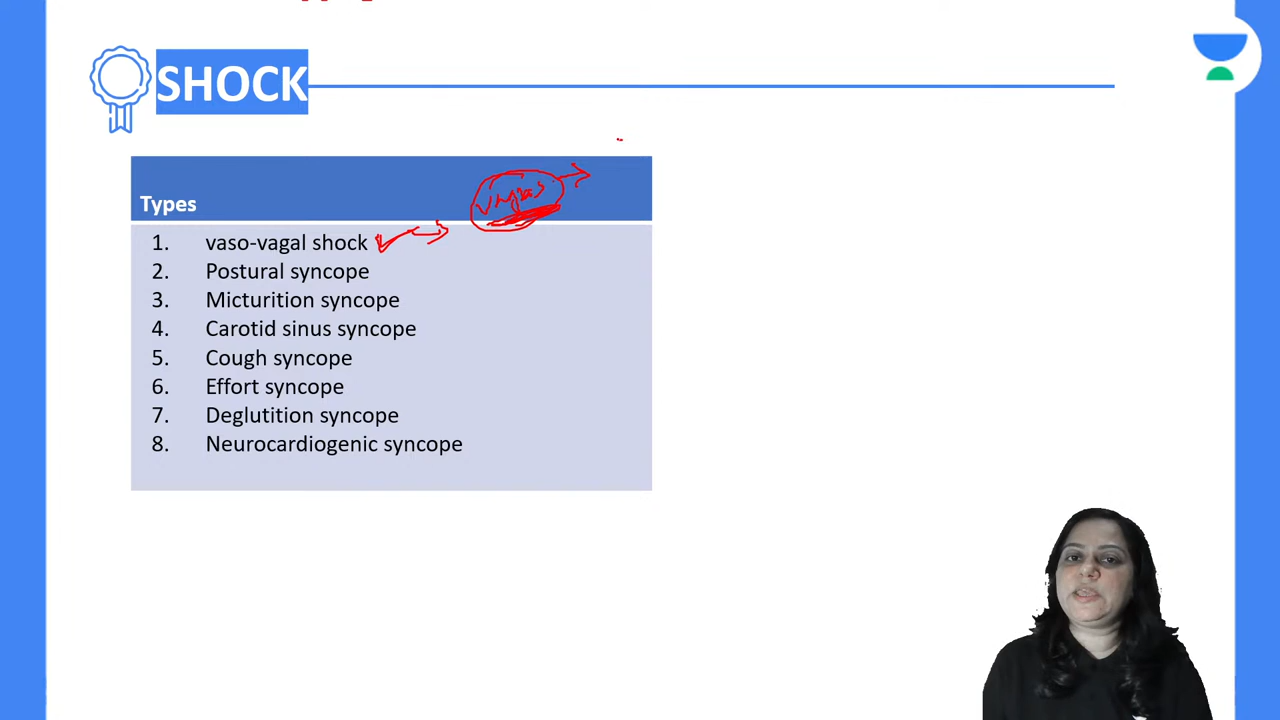 SHOCK
vagus
Types
1. vaso-vagal shock
2. Postural syncope
3. Micturition syncope
4. Carotid sinus syncope
5. Cough syncope
6. Effort syncope
7. Deglutition syncope
8. Neurocardiogenic syncope